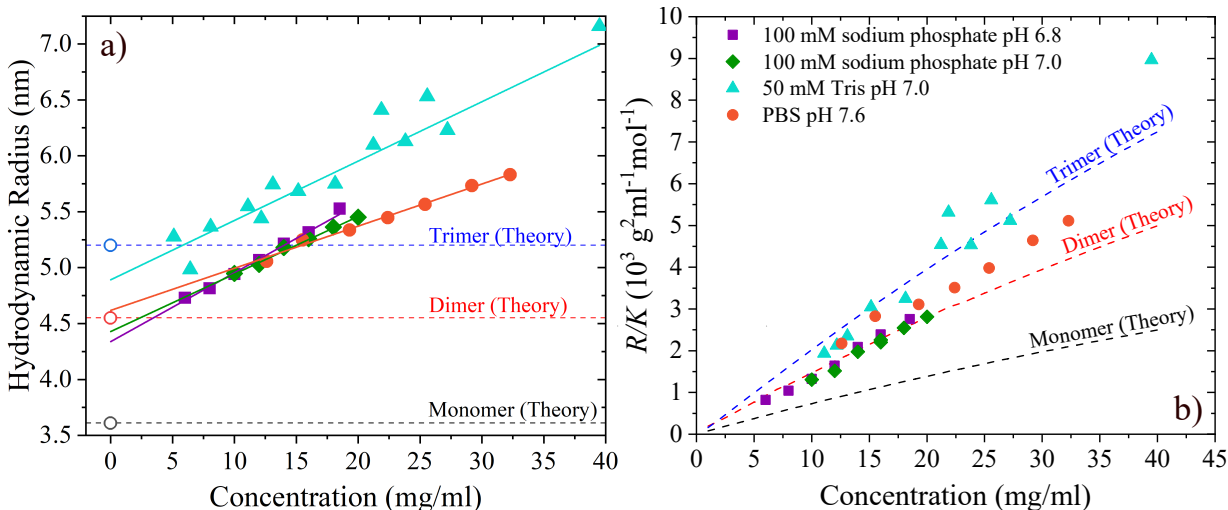 a)
Hydrodynamic Radius (nm)
7.0
6.5
6.0
5.5
5.0
4.5
4.0
3.5
Trimer (Theory)
Dimer (Theory)
Monomer (Theory)
0 5 10 15 20 25 30 35 40
Concentration (mg/ml)
R/K (10³ g²ml⁻¹mol⁻¹)
10
9
8
7
6
5
4
3
2
1
0
100 mM sodium phosphate pH 6.8
100 mM sodium phosphate pH 7.0
50 mM Tris pH 7.0
PBS pH 7.6
Trimer (Theory)
Dimer (Theory)
Monomer (Theory)
b)
0 5 10 15 20 25 30 35 40 45
Concentration (mg/ml)